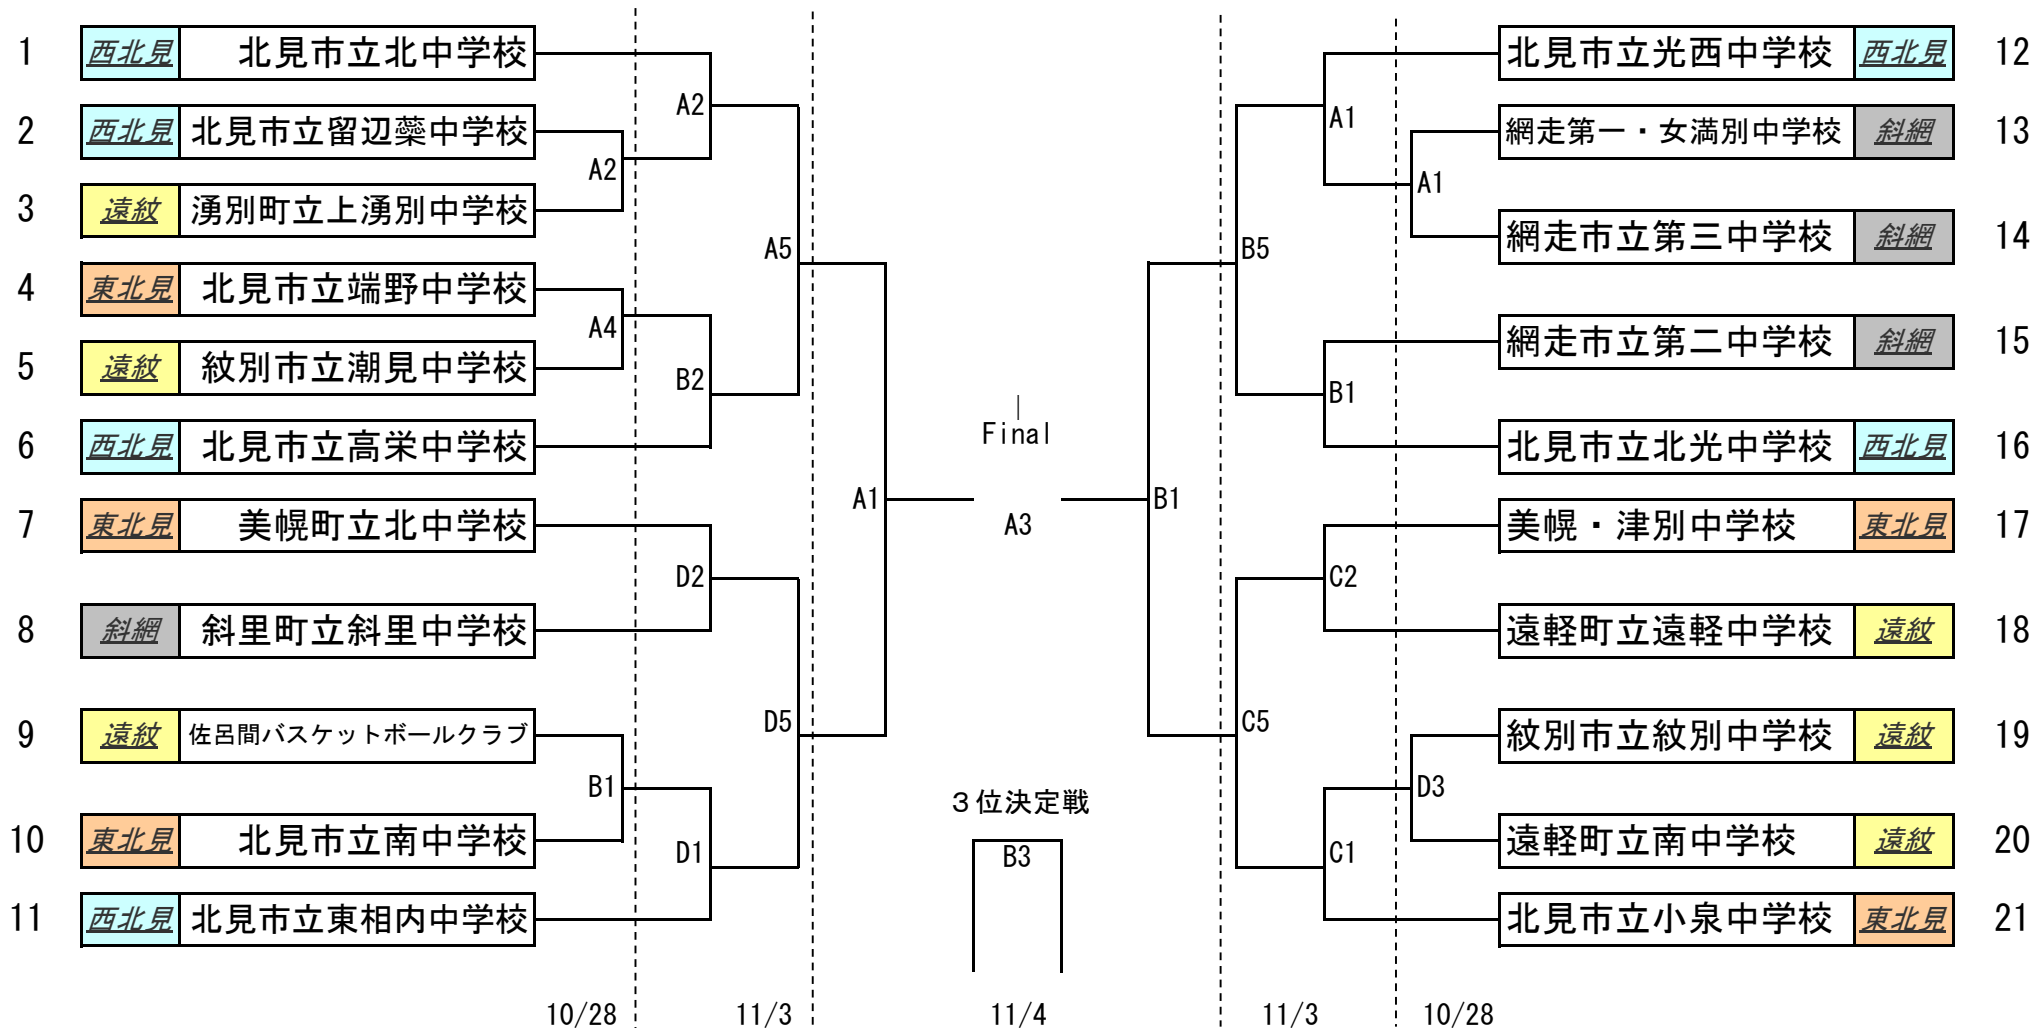 1 西北見 北見市立北中学校
2 西北見 北見市立留辺蘂中学校
3 遠紋 湧別町立上湧別中学校
4 東北見 北見市立端野中学校
5 遠紋 紋別市立潮見中学校
6 西北見 北見市立高栄中学校
7 東北見 美幌町立北中学校
8 斜網 斜里町立斜里中学校
9 遠紋 佐呂間バスケットボールクラブ
10 東北見 北見市立南中学校
11 西北見 北見市立東相内中学校
A2
A4
B1
A2
B2
D2
D1
A5
D5
A1
Final
A3
3位決定戦
B3
B1
B5
C5
A1
B1
C2
C1
A1
D3
北見市立光西中学校 西北見 12
網走第一・女満別中学校 斜網 13
網走市立第三中学校 斜網 14
網走市立第二中学校 斜網 15
北見市立北光中学校 西北見 16
美幌・津別中学校 東北見 17
遠軽町立遠軽中学校 遠紋 18
紋別市立紋別中学校 遠紋 19
遠軽町立南中学校 遠紋 20
北見市立小泉中学校 東北見 21
10/28 11/3 11/4 11/3 10/28